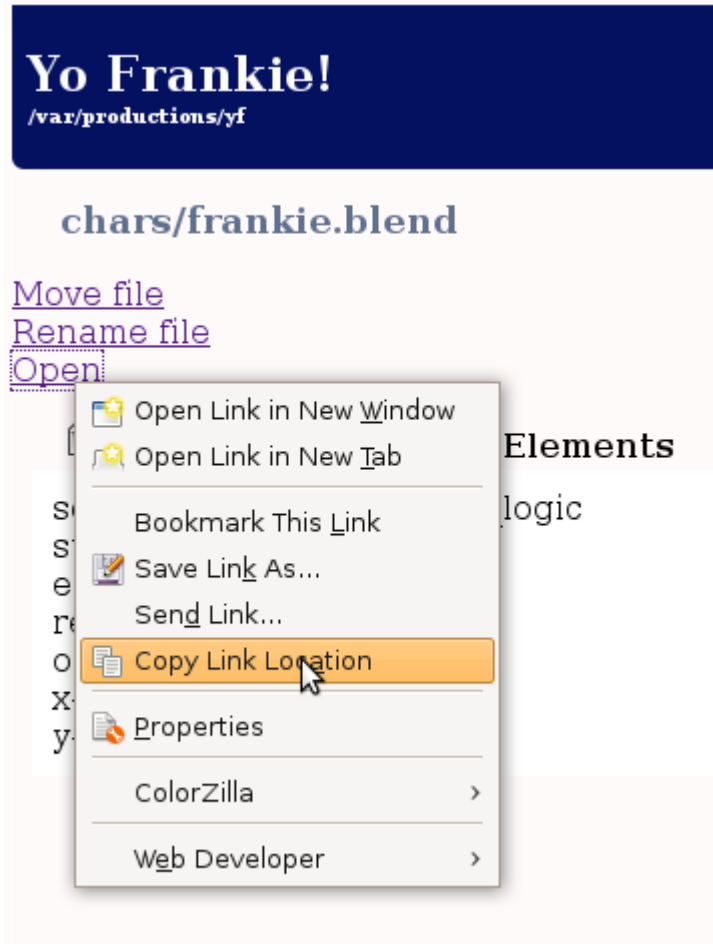 Yo Frankie!
/var/productions/yf
chars/frankie.blend
Move file
Rename file
Open
Open Link in New Window
Open Link in New Tab
Elements
logic
Bookmark This Link
Save Link As...
Send Link...
Copy Link Location
Properties
ColorZilla
Web Developer